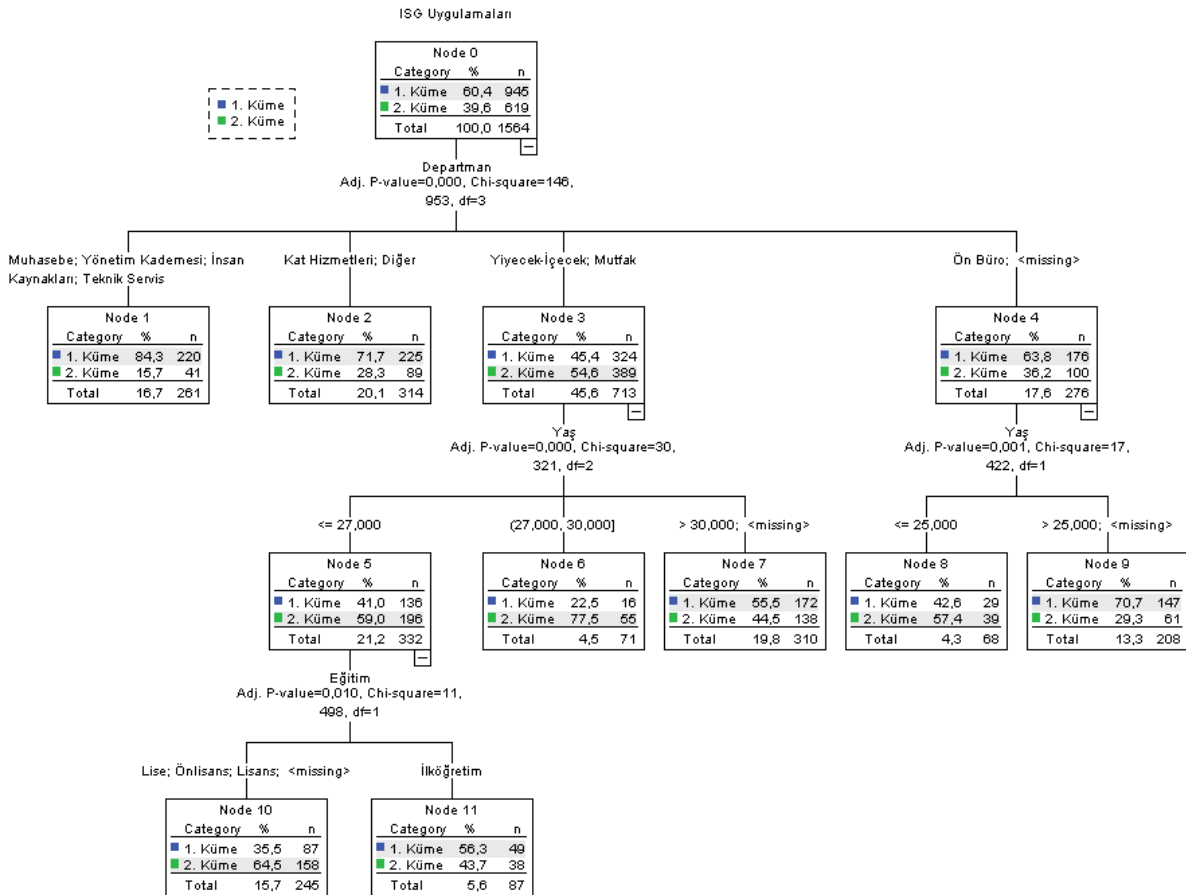 ISG Uygulamaları
1. Küme
2. Küme
Node 0
Category % n
1. Küme 60,4 945
2. Küme 39,6 619
Total 100,0 1564
Departman
Adj. P-value=0,000, Chi-square=146,
953, df=3
Muhasebe; Yönetim Kademesi; İnsan
Kaynakları; Teknik Servis
Kat Hizmetleri; Diğer
Yiyecek-İçecek; Mutfak
Ön Büro; <missing>
Node 1
Category % n
1. Küme 84,3 220
2. Küme 15,7 41
Total 16,7 261
Node 2
Category % n
1. Küme 71,7 225
2. Küme 28,3 89
Total 20,1 314
Node 3
Category % n
1. Küme 45,4 324
2. Küme 54,6 389
Total 45,6 713
Node 4
Category % n
1. Küme 63,8 176
2. Küme 36,2 100
Total 17,6 276
Yaş
Adj. P-value=0,000, Chi-square=30,
321, df=2
Yaş
Adj. P-value=0,001, Chi-square=17,
422, df=1
<= 27,000
(27,000, 30,000]
> 30,000; <missing>
<= 25,000
> 25,000; <missing>
Node 5
Category % n
1. Küme 41,0 136
2. Küme 59,0 196
Total 21,2 332
Node 6
Category % n
1. Küme 22,5 16
2. Küme 77,5 55
Total 4,5 71
Node 7
Category % n
1. Küme 55,5 172
2. Küme 44,5 138
Total 19,8 310
Node 8
Category % n
1. Küme 42,6 29
2. Küme 57,4 39
Total 4,3 68
Node 9
Category % n
1. Küme 70,7 147
2. Küme 29,3 61
Total 13,3 208
Eğitim
Adj. P-value=0,010, Chi-square=11,
498, df=1
Lise; Önlisans; Lisans; <missing>
İlköğretim
Node 10
Category % n
1. Küme 35,5 87
2. Küme 64,5 158
Total 15,7 245
Node 11
Category % n
1. Küme 56,3 49
2. Küme 43,7 38
Total 5,6 87